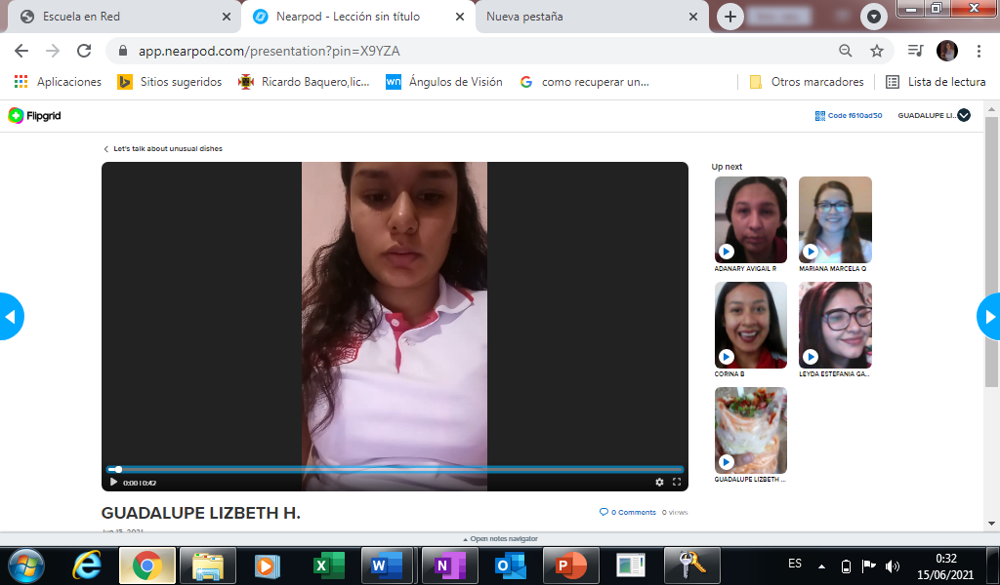 Escuela en Red
Nearpod - Lección sin título
Nueva pestaña
app.nearpod.com/presentation?pin=X9YZA
Aplicaciones
Sitios sugeridos
Ricardo Baquero,lic...
Ángulos de Visión
como recuperar un...
Otros marcadores
Lista de lectura
Flipgrid
Code f610ad50
GUADALUPE LI...
Let's talk about unusual dishes
Up next
ADANARY AVIGAIL R
MARIANA MARCELA Q
CORINA B
LEYDA ESTEFANIA GA...
GUADALUPE LIZBETH ...
0:00 | 0:42
GUADALUPE LIZBETH H.
0 Comments
0 views
Jun 15, 2021
Open notes navigator
ES
0:32
15/06/2021